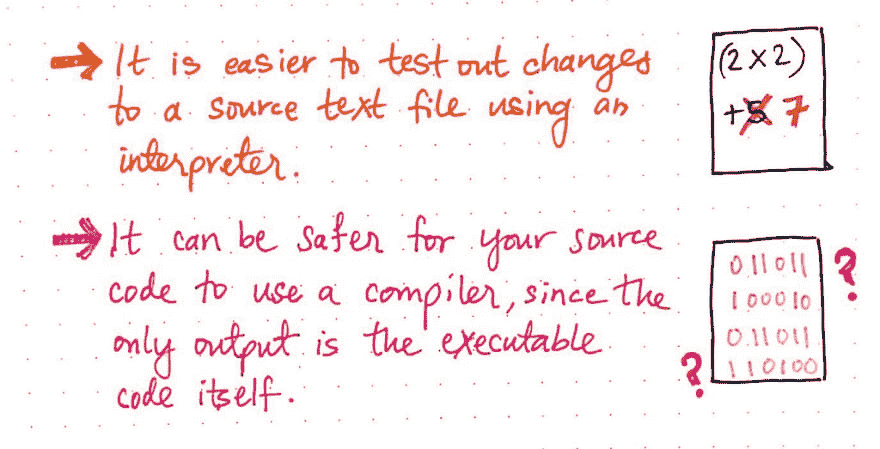 → It is easier to test out changes
to a source text file using an
interpreter.
(2×2)
+5 7
→ It can be safer for your source
code to use a compiler, since the
only output is the executable
code itself.
011011 ?
100010
011011
? 110100